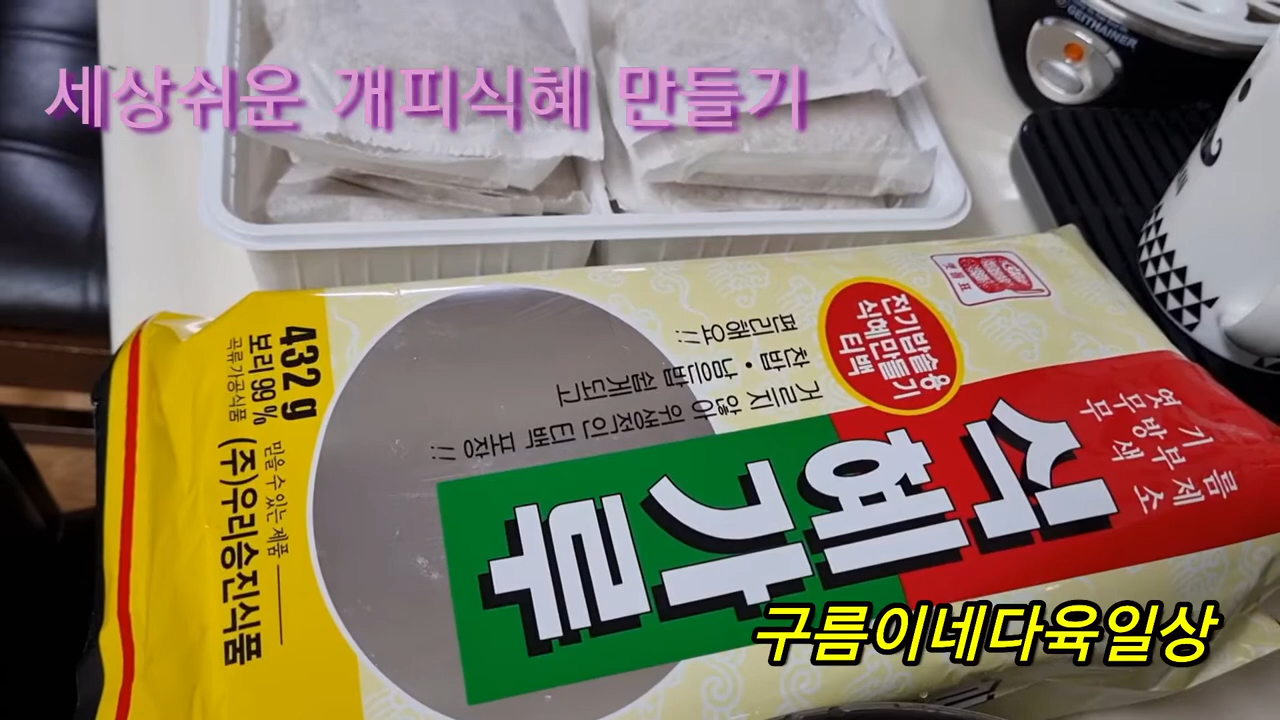 세상쉬운 개피식혜 만들기
GEITHAINER
전기밥솥용
식혜만들기
티백
편리해요!!
찬밥·남은밥 쉽게되고
거르지 않아 위생적인 티백 포장!!
엿무무
기방부색
름제소
식혜가루
432g
보리 99%
곡류가공식품
믿을 수 있는 제품
(주)우리승진식품
구름이네다육일상